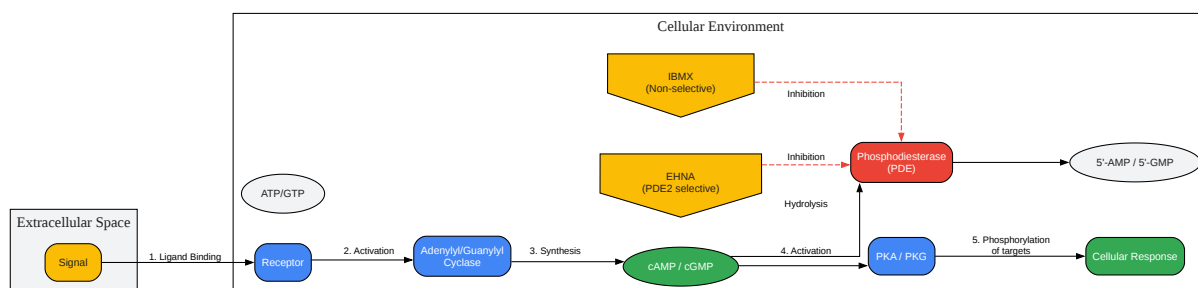 Cellular Environment
IBMX
(Non-selective)
Inhibition
EHNA
(PDE2 selective)
Inhibition
Phosphodiesterase
(PDE)
5'-AMP / 5'-GMP
Hydrolysis
ATP/GTP
Extracellular Space
Signal
1. Ligand Binding
Receptor
2. Activation
Adenylyl/Guanylyl
Cyclase
3. Synthesis
cAMP / cGMP
4. Activation
PKA / PKG
5. Phosphorylation
of targets
Cellular Response